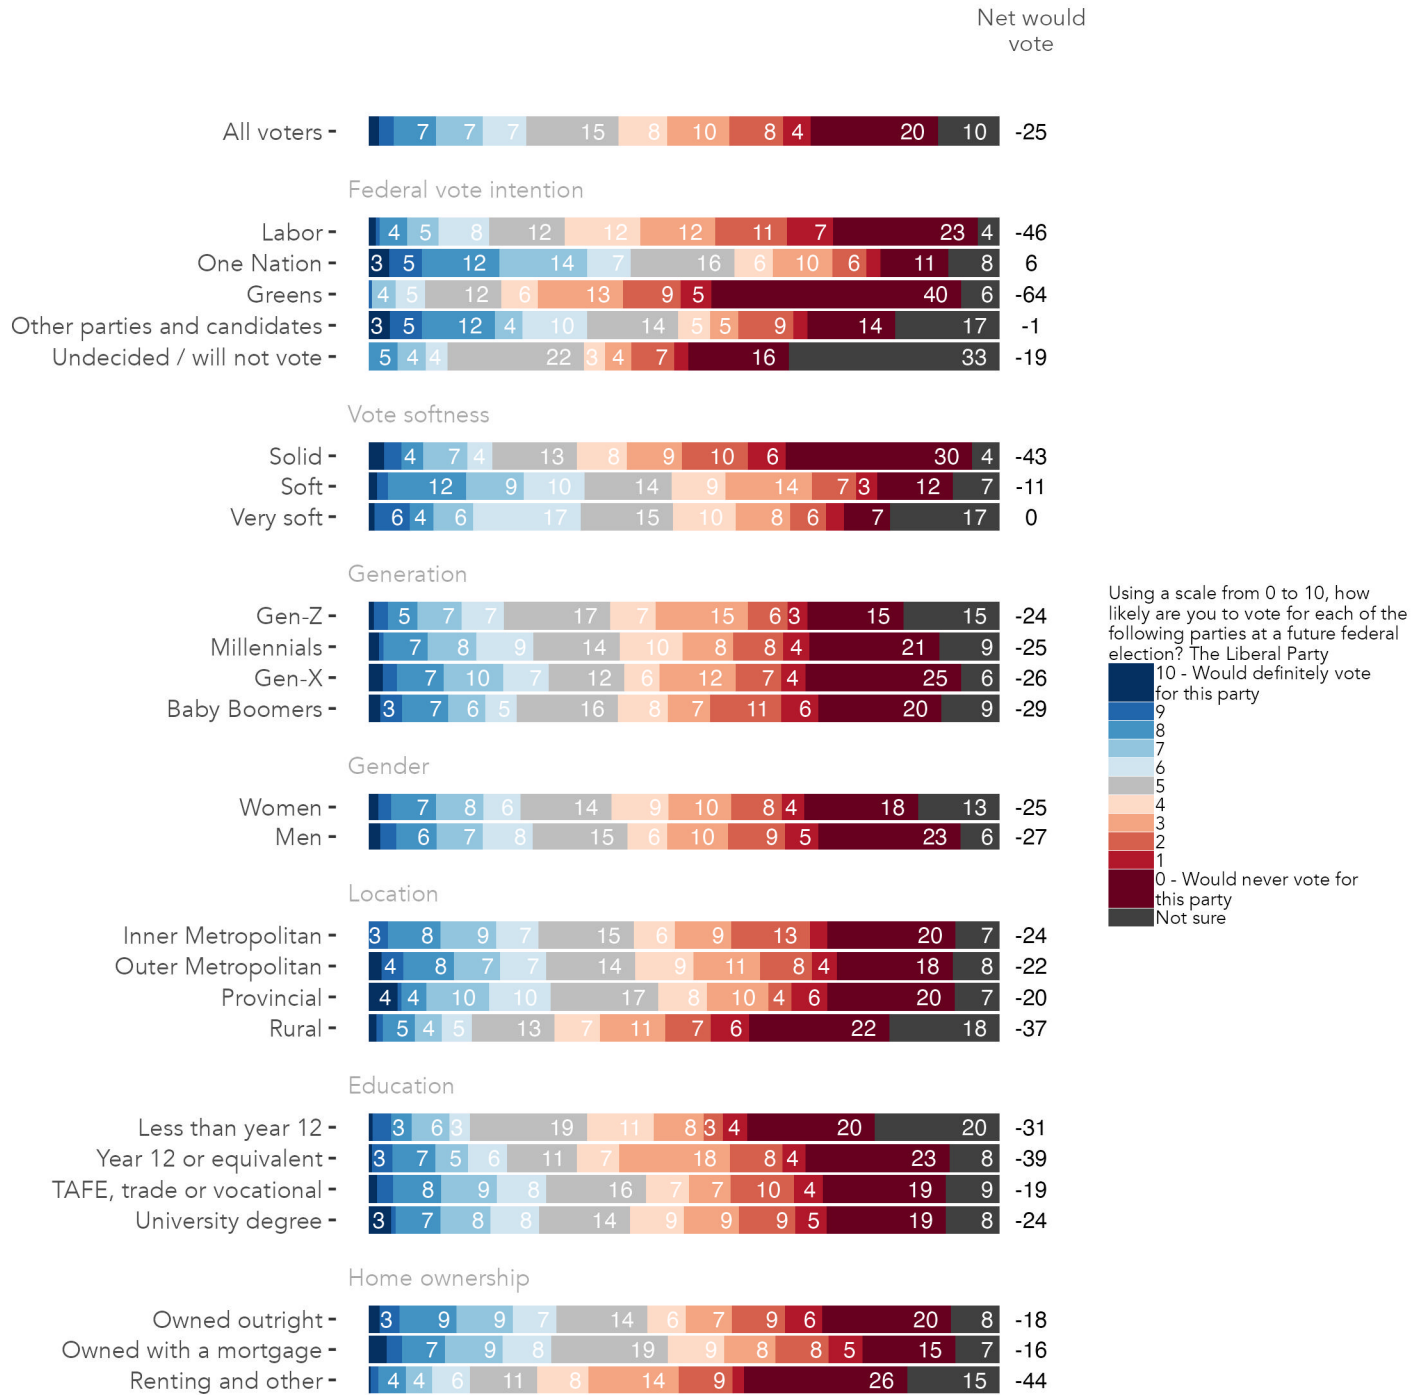 Net would
vote
All voters - 7 7 7 15 8 10 8 4 20 10 -25
Federal vote intention
Labor - 4 5 8 12 12 12 11 7 23 4 -46
One Nation - 3 5 12 14 7 16 6 10 6 11 8 6
Greens - 4 5 12 6 13 9 5 40 6 -64
Other parties and candidates - 3 5 12 4 10 14 5 5 9 14 17 -1
Undecided / will not vote - 5 4 4 22 3 4 7 16 33 -19
Vote softness
Solid - 4 7 4 13 8 9 10 6 30 4 -43
Soft - 12 9 10 14 9 14 7 3 12 7 -11
Very soft - 6 4 6 17 15 10 8 6 7 17 0
Generation
Gen-Z - 5 7 7 17 7 15 6 3 15 15 -24
Millennials - 7 8 9 14 10 8 8 4 21 9 -25
Gen-X - 7 10 7 12 6 12 7 4 25 6 -26
Baby Boomers - 3 7 6 5 16 8 7 11 6 20 9 -29
Gender
Women - 7 8 6 14 9 10 8 4 18 13 -25
Men - 6 7 8 15 6 10 9 5 23 6 -27
Location
Inner Metropolitan - 3 8 9 7 15 6 9 13 20 7 -24
Outer Metropolitan - 4 8 7 7 14 9 11 8 4 18 8 -22
Provincial - 4 4 10 10 17 8 10 4 6 20 7 -20
Rural - 5 4 5 13 7 11 7 6 22 18 -37
Education
Less than year 12 - 3 6 3 19 11 8 3 4 20 20 -31
Year 12 or equivalent - 3 7 5 6 11 7 18 8 4 23 8 -39
TAFE, trade or vocational - 8 9 8 16 7 7 10 4 19 9 -19
University degree - 3 7 8 8 14 9 9 9 5 19 8 -24
Home ownership
Owned outright - 3 9 9 7 14 6 7 9 6 20 8 -18
Owned with a mortgage - 7 9 8 19 9 8 8 5 15 7 -16
Renting and other - 4 4 6 11 8 14 9 26 15 -44
Using a scale from 0 to 10, how
likely are you to vote for each of the
following parties at a future federal
election? The Liberal Party
10 - Would definitely vote
for this party
9
8
7
6
5
4
3
2
1
0 - Would never vote for
this party
Not sure